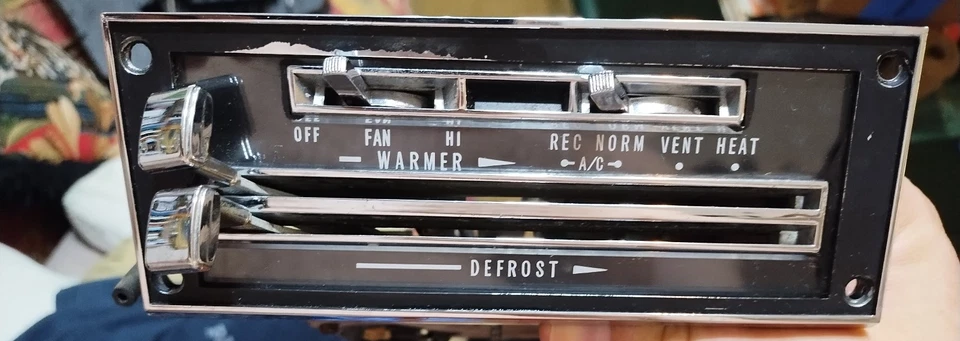 OFF FAN HI REC NORM VENT HEAT
WARMER A/C
DEFROST